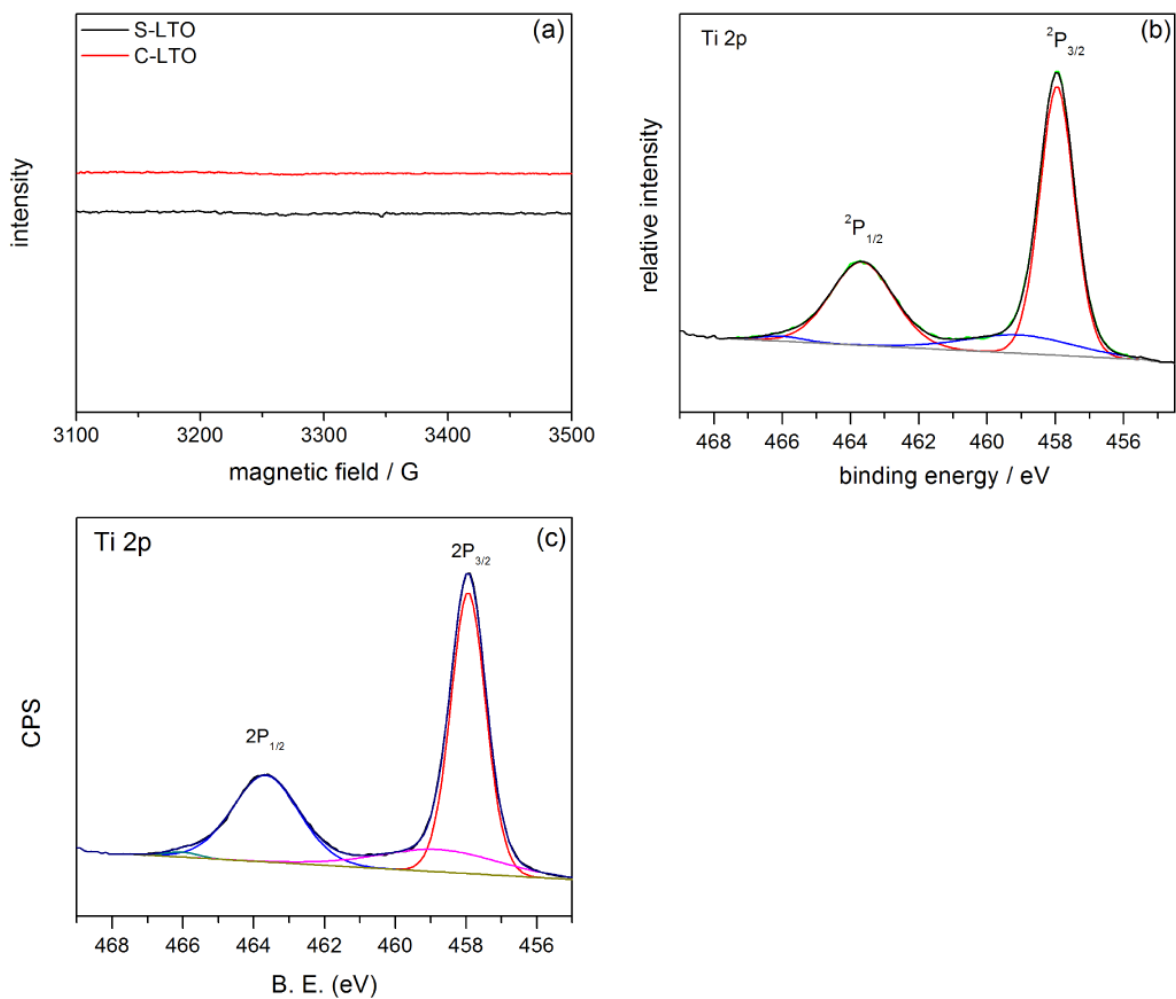 S-LTO
C-LTO
(a)
intensity
3100 3200 3300 3400 3500
magnetic field / G
Ti 2p
²P₃/₂
(b)
²P₁/₂
relative intensity
468 466 464 462 460 458 456
binding energy / eV
Ti 2p
2P₃/₂
(c)
2P₁/₂
CPS
468 466 464 462 460 458 456
B. E. (eV)